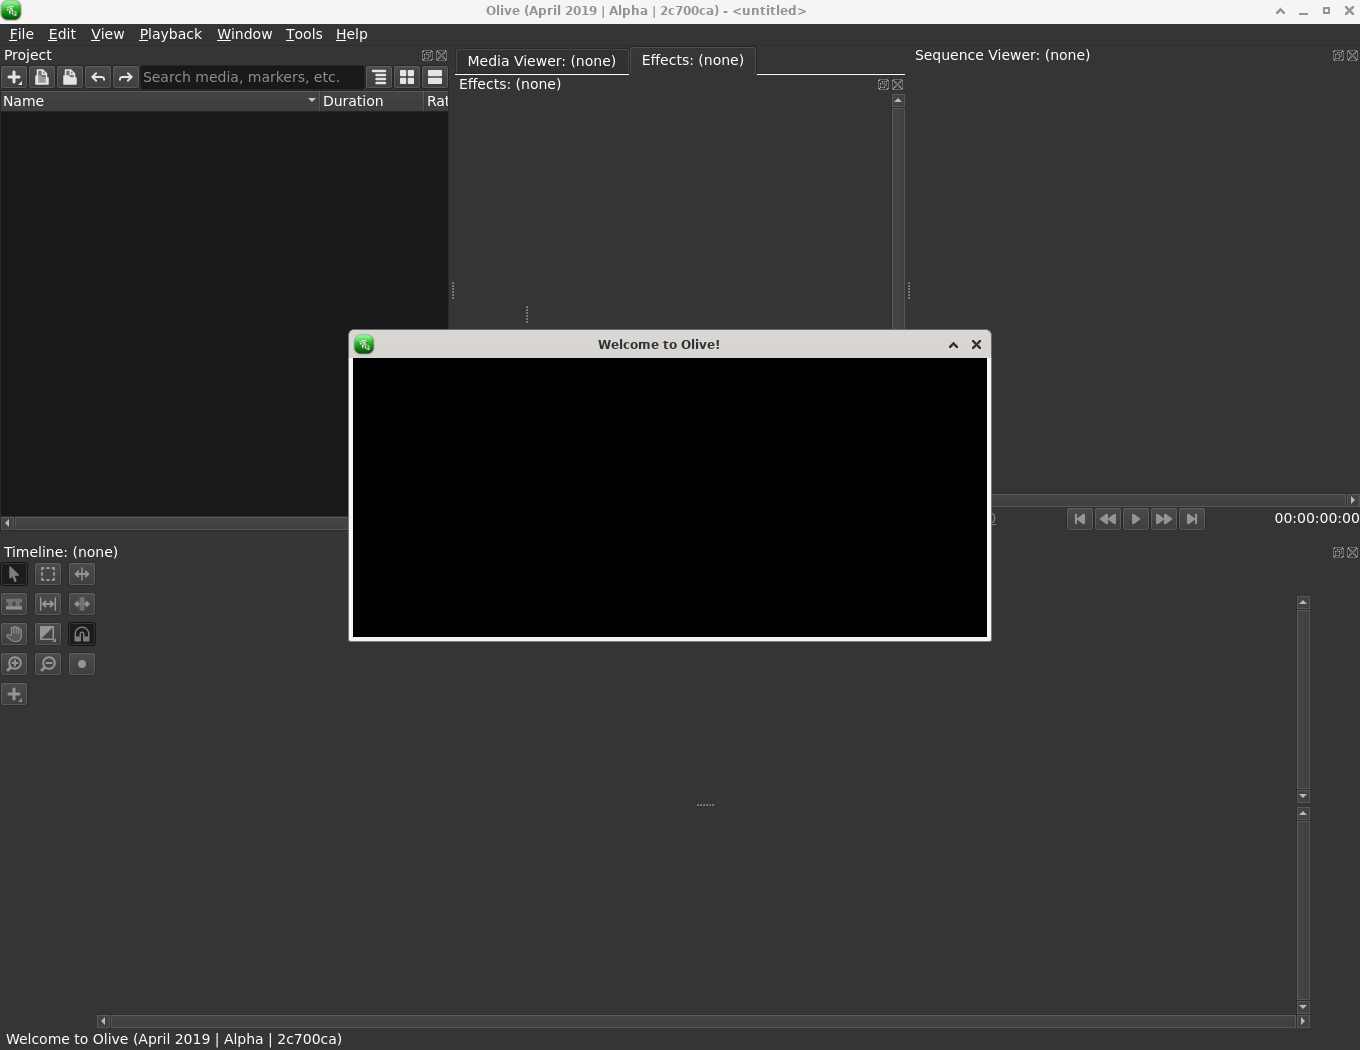 Olive (April 2019 | Alpha | 2c700ca) - <untitled>
File Edit View Playback Window Tools Help
Project
Media Viewer: (none) Effects: (none)
Sequence Viewer: (none)
Search media, markers, etc.
Effects: (none)
Name Duration
Welcome to Olive!
00:00:00:00
Timeline: (none)
Welcome to Olive (April 2019 | Alpha | 2c700ca)